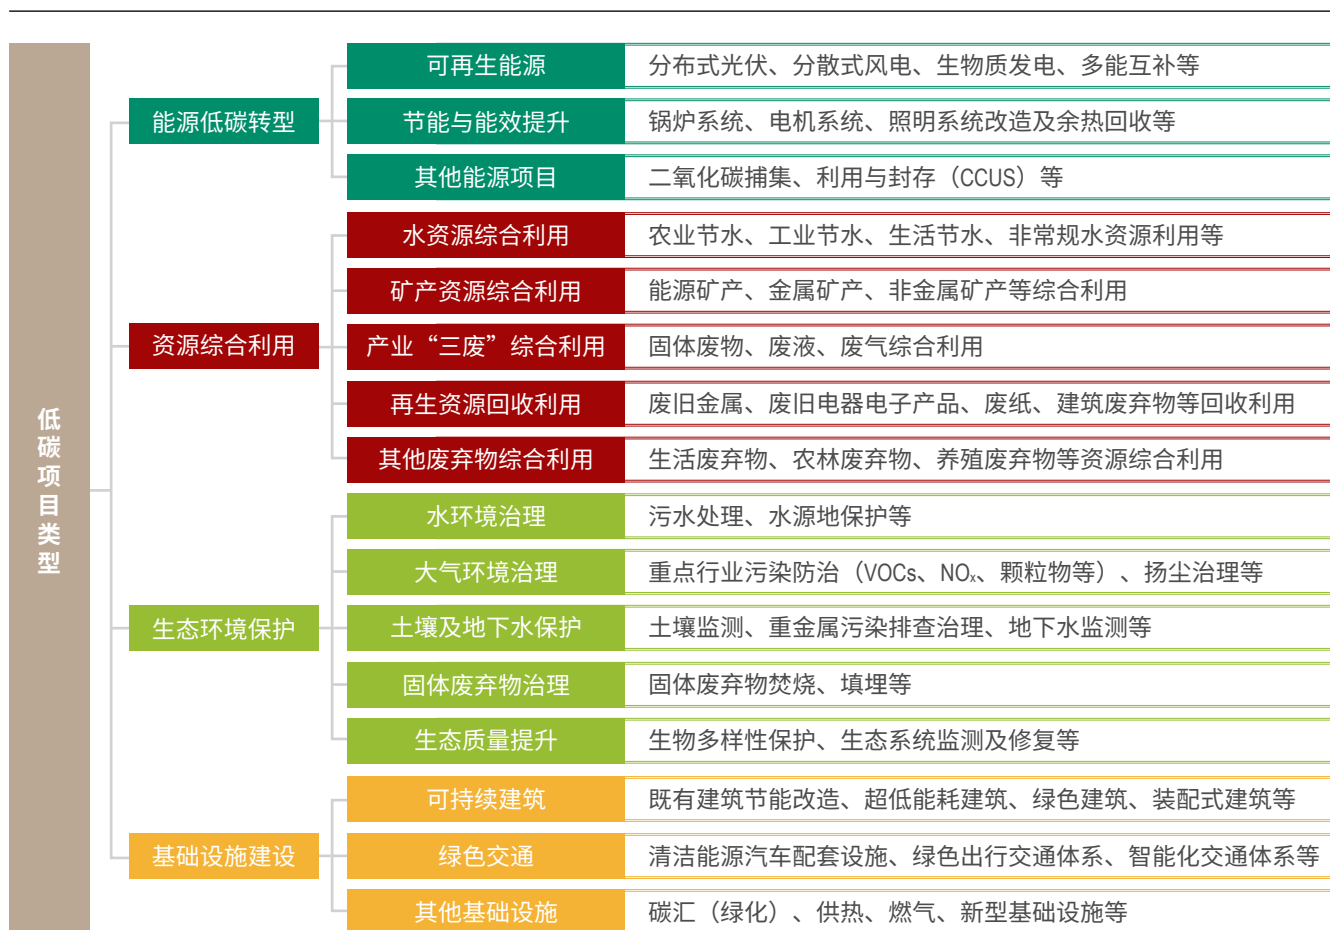 低碳项目类型
能源低碳转型
可再生能源
分布式光伏、分散式风电、生物质发电、多能互补等
节能与能效提升
锅炉系统、电机系统、照明系统改造及余热回收等
其他能源项目
二氧化碳捕集、利用与封存（CCUS）等
资源综合利用
水资源综合利用
农业节水、工业节水、生活节水、非常规水资源利用等
矿产资源综合利用
能源矿产、金属矿产、非金属矿产等综合利用
产业“三废”综合利用
固体废物、废液、废气综合利用
再生资源回收利用
废旧金属、废旧电器电子产品、废纸、建筑废弃物等回收利用
其他废弃物综合利用
生活废弃物、农林废弃物、养殖废弃物等资源综合利用
生态环境保护
水环境治理
污水处理、水源地保护等
大气环境治理
重点行业污染防治（VOCs、NOₓ、颗粒物等）、扬尘治理等
土壤及地下水保护
土壤监测、重金属污染排查治理、地下水监测等
固体废弃物治理
固体废弃物焚烧、填埋等
生态质量提升
生物多样性保护、生态系统监测及修复等
基础设施建设
可持续建筑
既有建筑节能改造、超低能耗建筑、绿色建筑、装配式建筑等
绿色交通
清洁能源汽车配套设施、绿色出行交通体系、智能化交通体系等
其他基础设施
碳汇（绿化）、供热、燃气、新型基础设施等